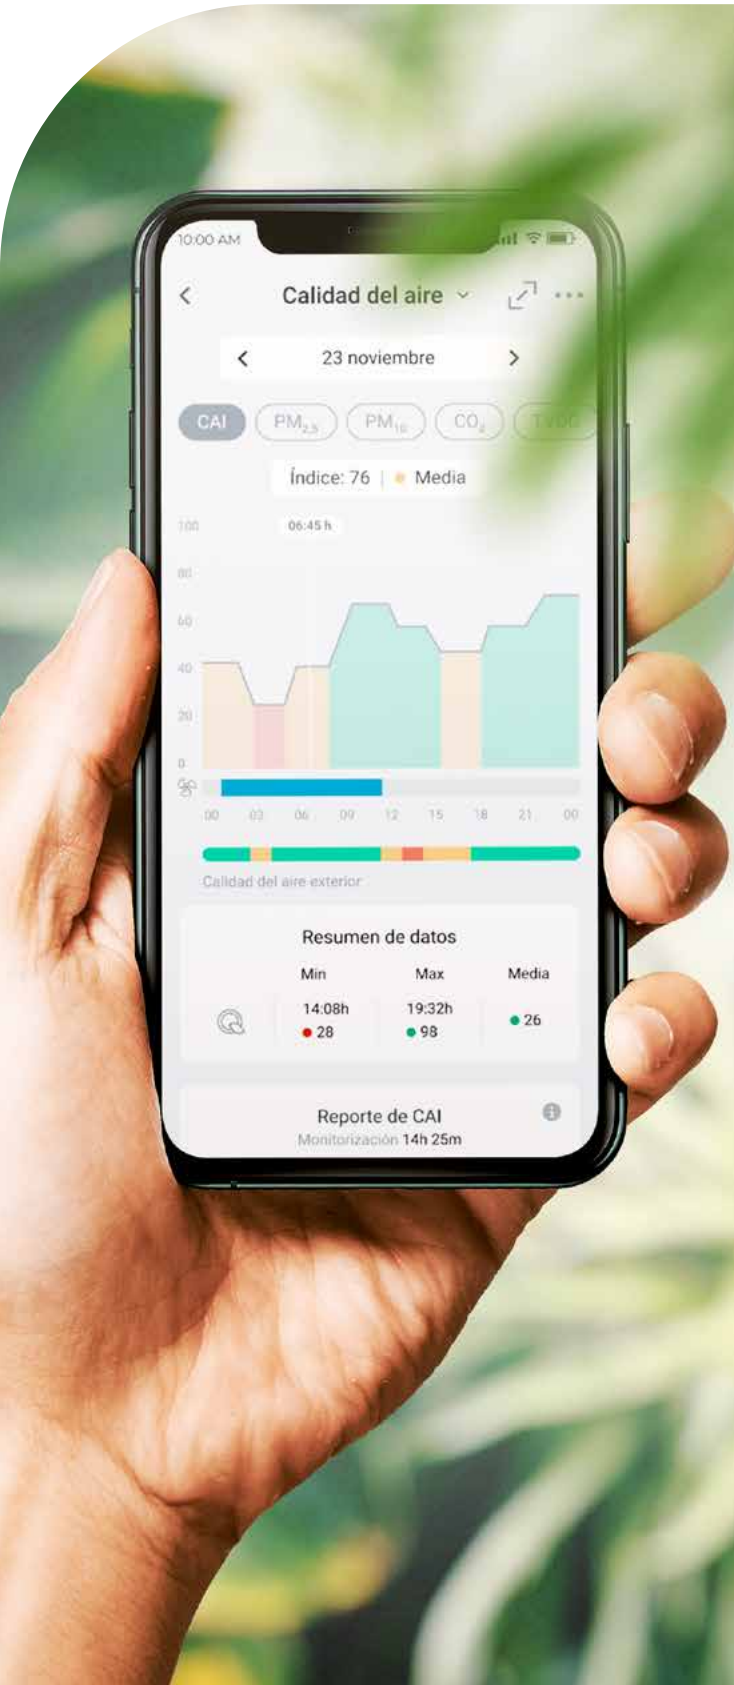 10:00 AM
Calidad del aire
23 noviembre
CAI PM2,5 PM10 CO2 TVOC
Índice: 76 Media
100 06:45 h
80
60
40
20
0
00 03 06 09 12 15 18 21 00
Calidad del aire exterior
Resumen de datos
Min Max Media
14:08h 19:32h
28 98 26
Reporte de CAI
Monitorización 14h 25m